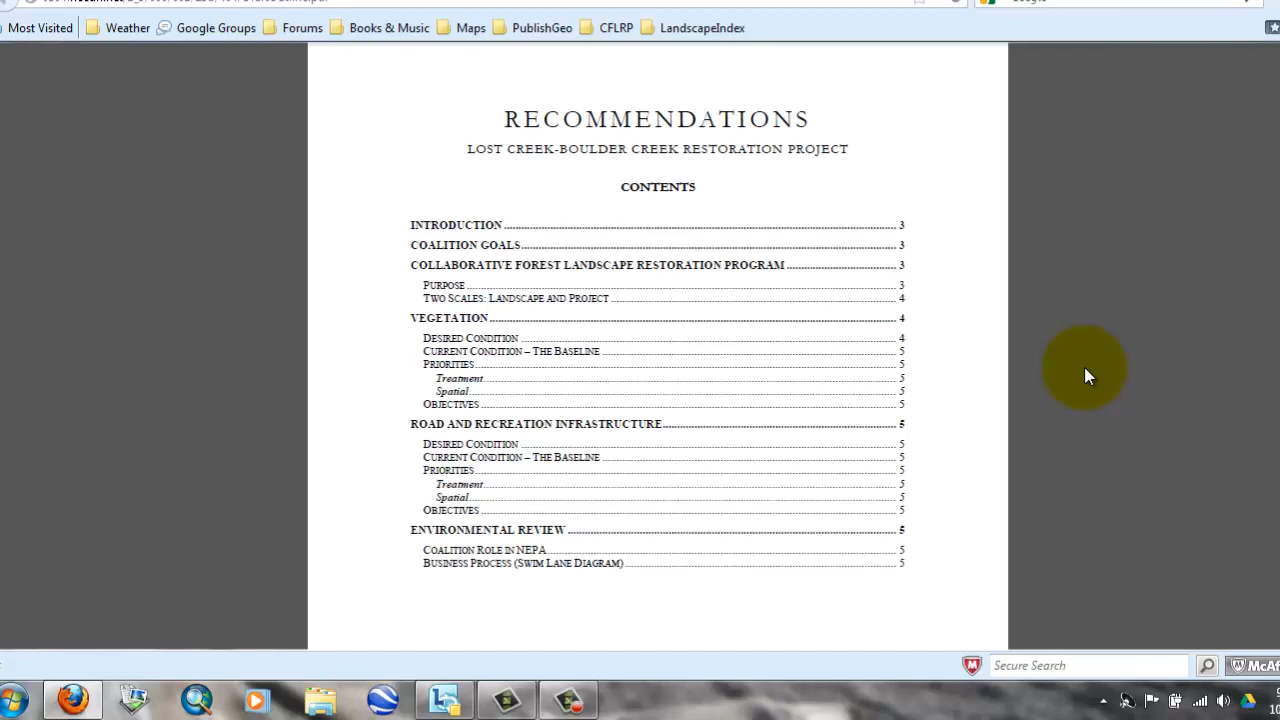 Most Visited Weather Google Groups Forums Books & Music Maps PublishGeo CFLRP LandscapeIndex
RECOMMENDATIONS
LOST CREEK-BOULDER CREEK RESTORATION PROJECT
CONTENTS
INTRODUCTION 3
COALITION GOALS 3
COLLABORATIVE FOREST LANDSCAPE RESTORATION PROGRAM 3
PURPOSE 3
TWO SCALES: LANDSCAPE AND PROJECT 4
VEGETATION 4
DESIRED CONDITION 4
CURRENT CONDITION – THE BASELINE 5
PRIORITIES 5
Treatment 5
Spatial 5
OBJECTIVES 5
ROAD AND RECREATION INFRASTRUCTURE 5
DESIRED CONDITION 5
CURRENT CONDITION – THE BASELINE 5
PRIORITIES 5
Treatment 5
Spatial 5
OBJECTIVES 5
ENVIRONMENTAL REVIEW 5
COALITION ROLE IN NEPA 5
BUSINESS PROCESS (SWIM LANE DIAGRAM) 5
Secure Search McAf